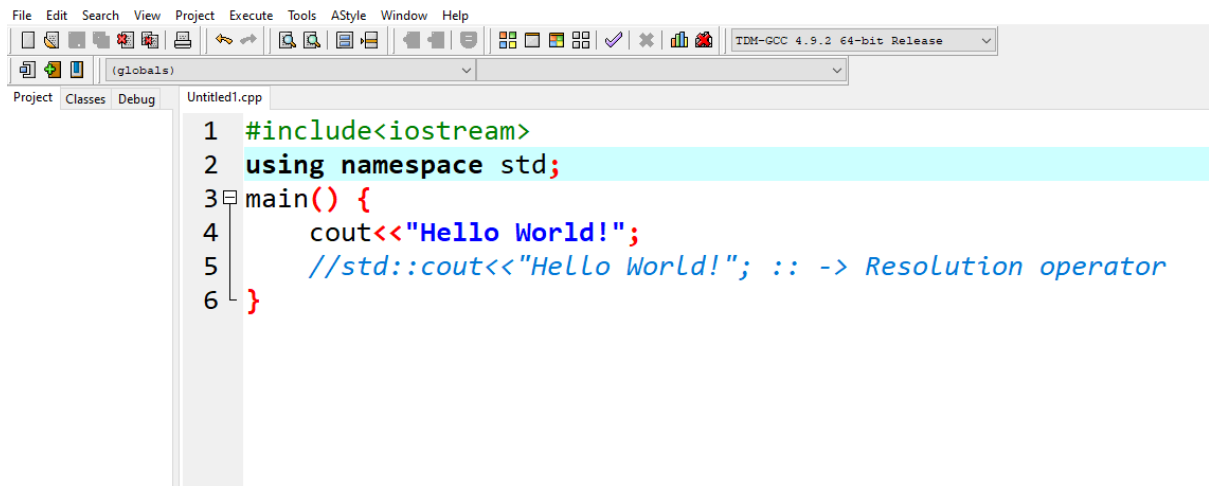 File Edit Search View Project Execute Tools AStyle Window Help
TDM-GCC 4.9.2 64-bit Release
(globals)
Project Classes Debug Untitled1.cpp
1 #include<iostream>
2 using namespace std;
3 main() {
4 cout<<"Hello World!";
5 //std::cout<<"Hello World!"; :: -> Resolution operator
6 }